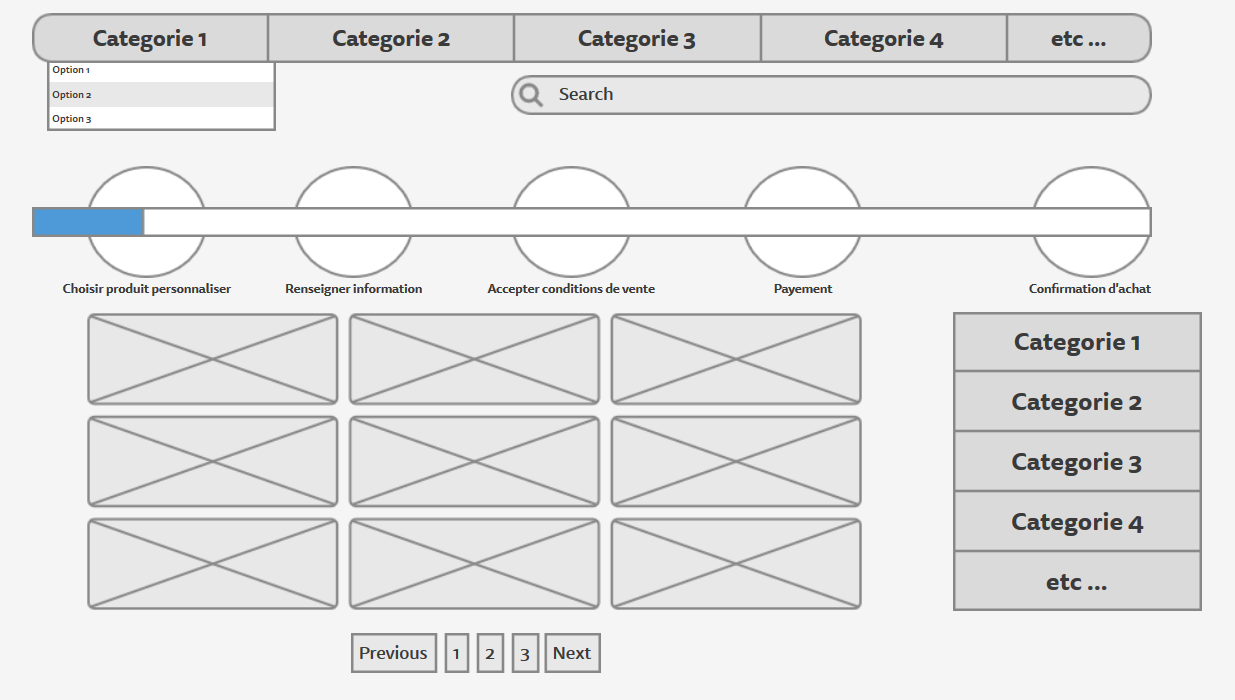 Categorie 1
Categorie 2
Categorie 3
Categorie 4
etc ...
Option 1
Option 2
Option 3
Search
Choisir produit personnaliser
Renseigner information
Accepter conditions de vente
Payement
Confirmation d'achat
Categorie 1
Categorie 2
Categorie 3
Categorie 4
etc ...
Previous
1
2
3
Next